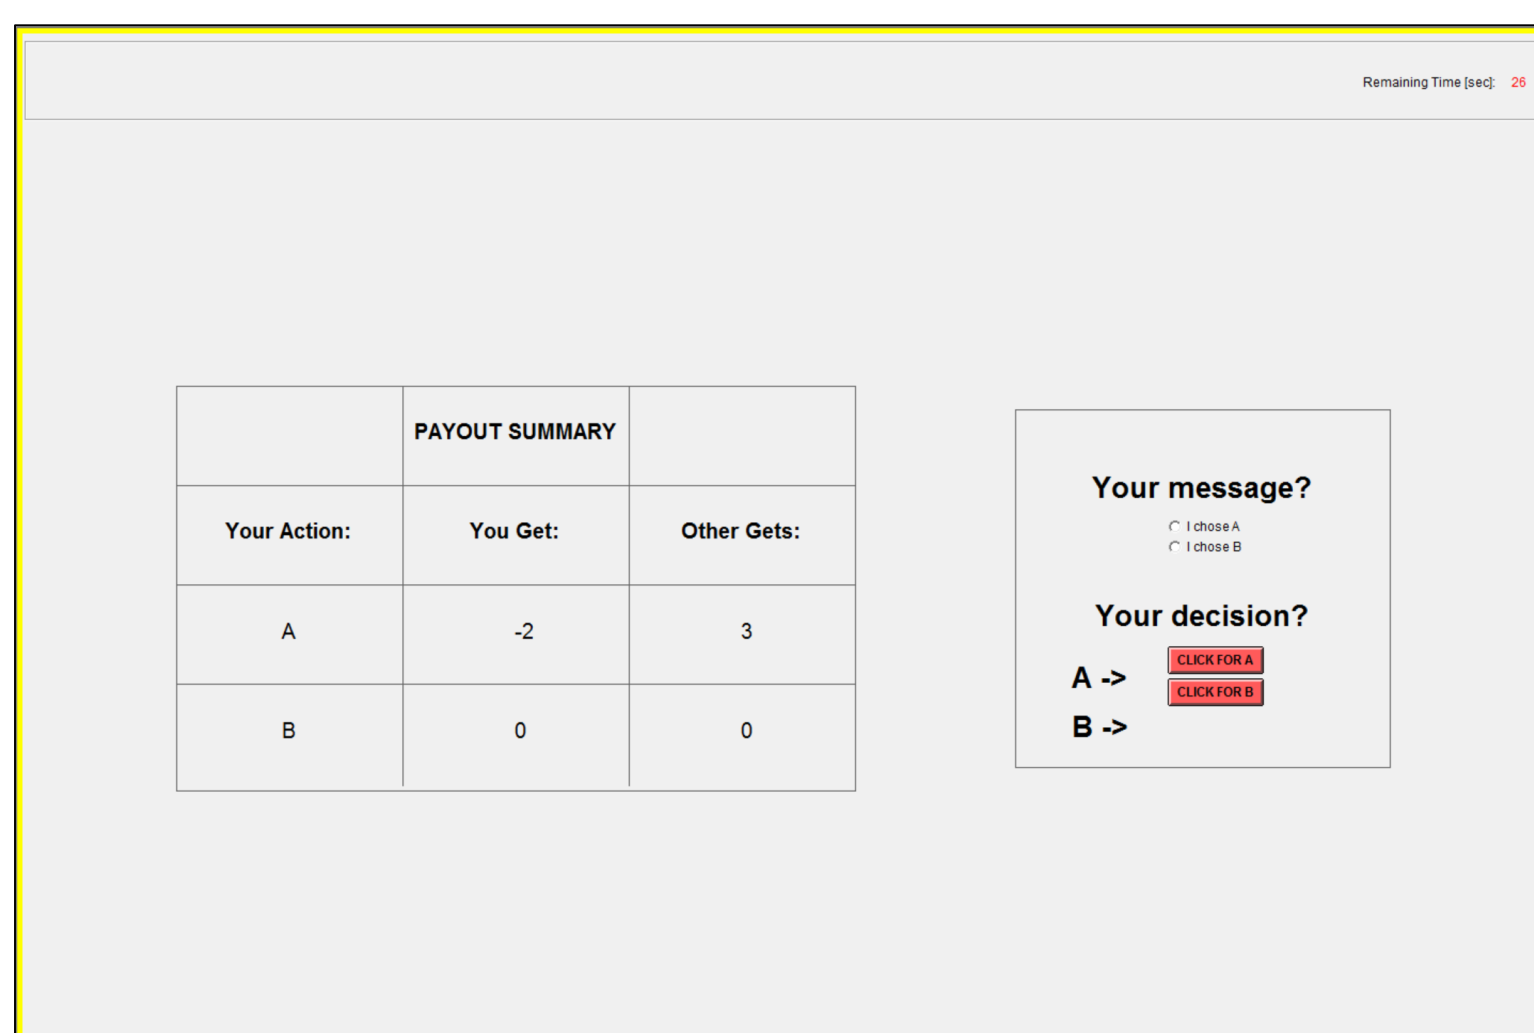 Remaining Time [sec]: 26
PAYOUT SUMMARY
Your Action: You Get: Other Gets:
A -2 3
B 0 0
Your message?
I chose A
I chose B
Your decision?
A -> CLICK FOR A
CLICK FOR B
B ->